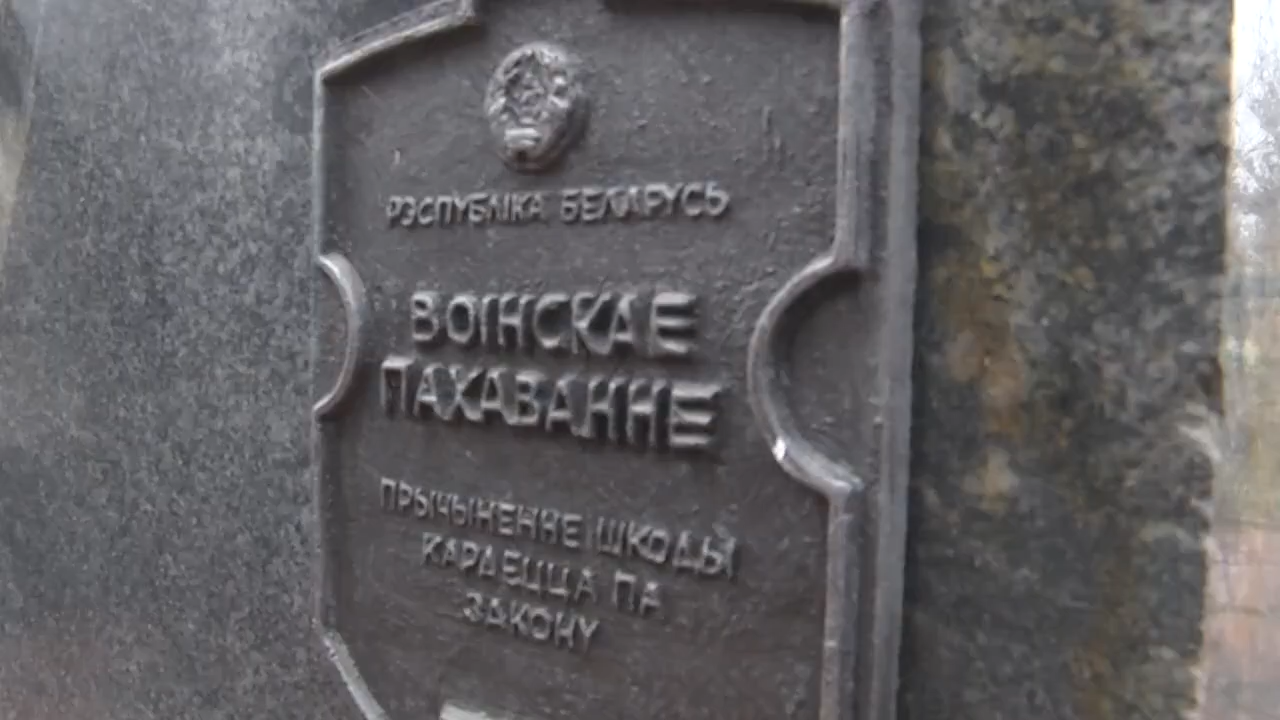 РЭСПУБЛІКА БЕЛАРУСЬ
ВОІНСКАЕ
ПАХАВАННЕ
ПРЫЧЫНЕННЕ ШКОДЫ
КАРАЕЦЦА ПА
ЗАКОНУ